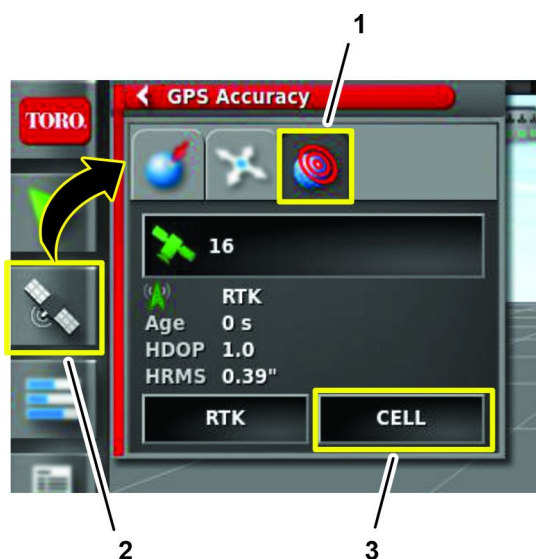 1
GPS Accuracy
TORO.
16
RTK
Age 0 s
HDOP 1.0
HRMS 0.39"
RTK CELL
2 3